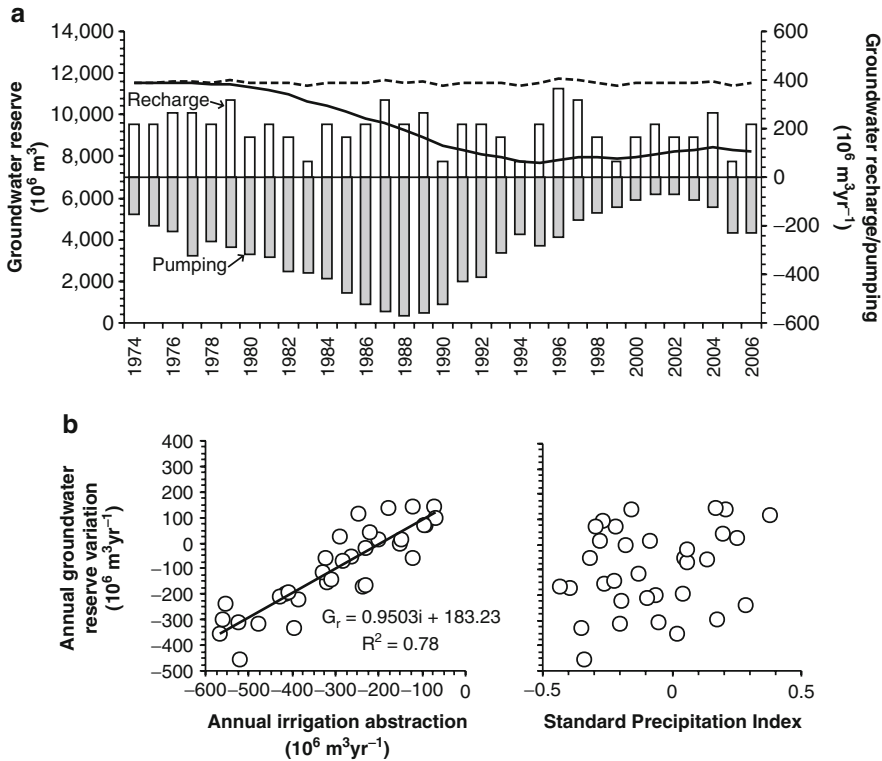 a
Groundwater reserve
(10⁶ m³)
14,000
12,000
10,000
8,000
6,000
4,000
2,000
0
Recharge
Pumping
600
400
200
0
−200
−400
−600
Groundwater recharge/pumping
(10⁶ m³yr⁻¹)
1974
1976
1978
1980
1982
1984
1986
1988
1990
1992
1994
1996
1998
2000
2002
2004
2006
b
Annual groundwater
reserve variation
(10⁶ m³yr⁻¹)
400
300
200
100
0
−100
−200
−300
−400
−500
Gᵣ = 0.9503i + 183.23
R² = 0.78
−600 −500 −400 −300 −200 −100 0
Annual irrigation abstraction
(10⁶ m³yr⁻¹)
−0.5 0 0.5
Standard Precipitation Index